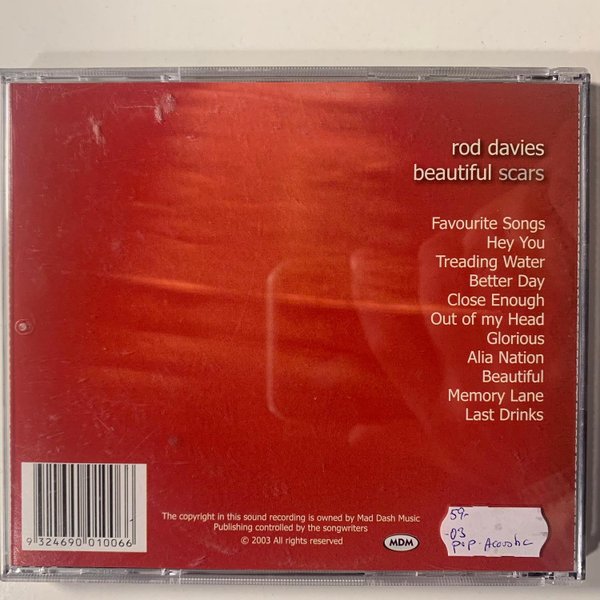 rod davies
beautiful scars
Favourite Songs
Hey You
Treading Water
Better Day
Close Enough
Out of my Head
Glorious
Alia Nation
Beautiful
Memory Lane
Last Drinks
9 324690 010066
The copyright in this sound recording is owned by Mad Dash Music
Publishing controlled by the songwriters
© 2003 All rights reserved
MDM
59-
-03
pop - Acoustic